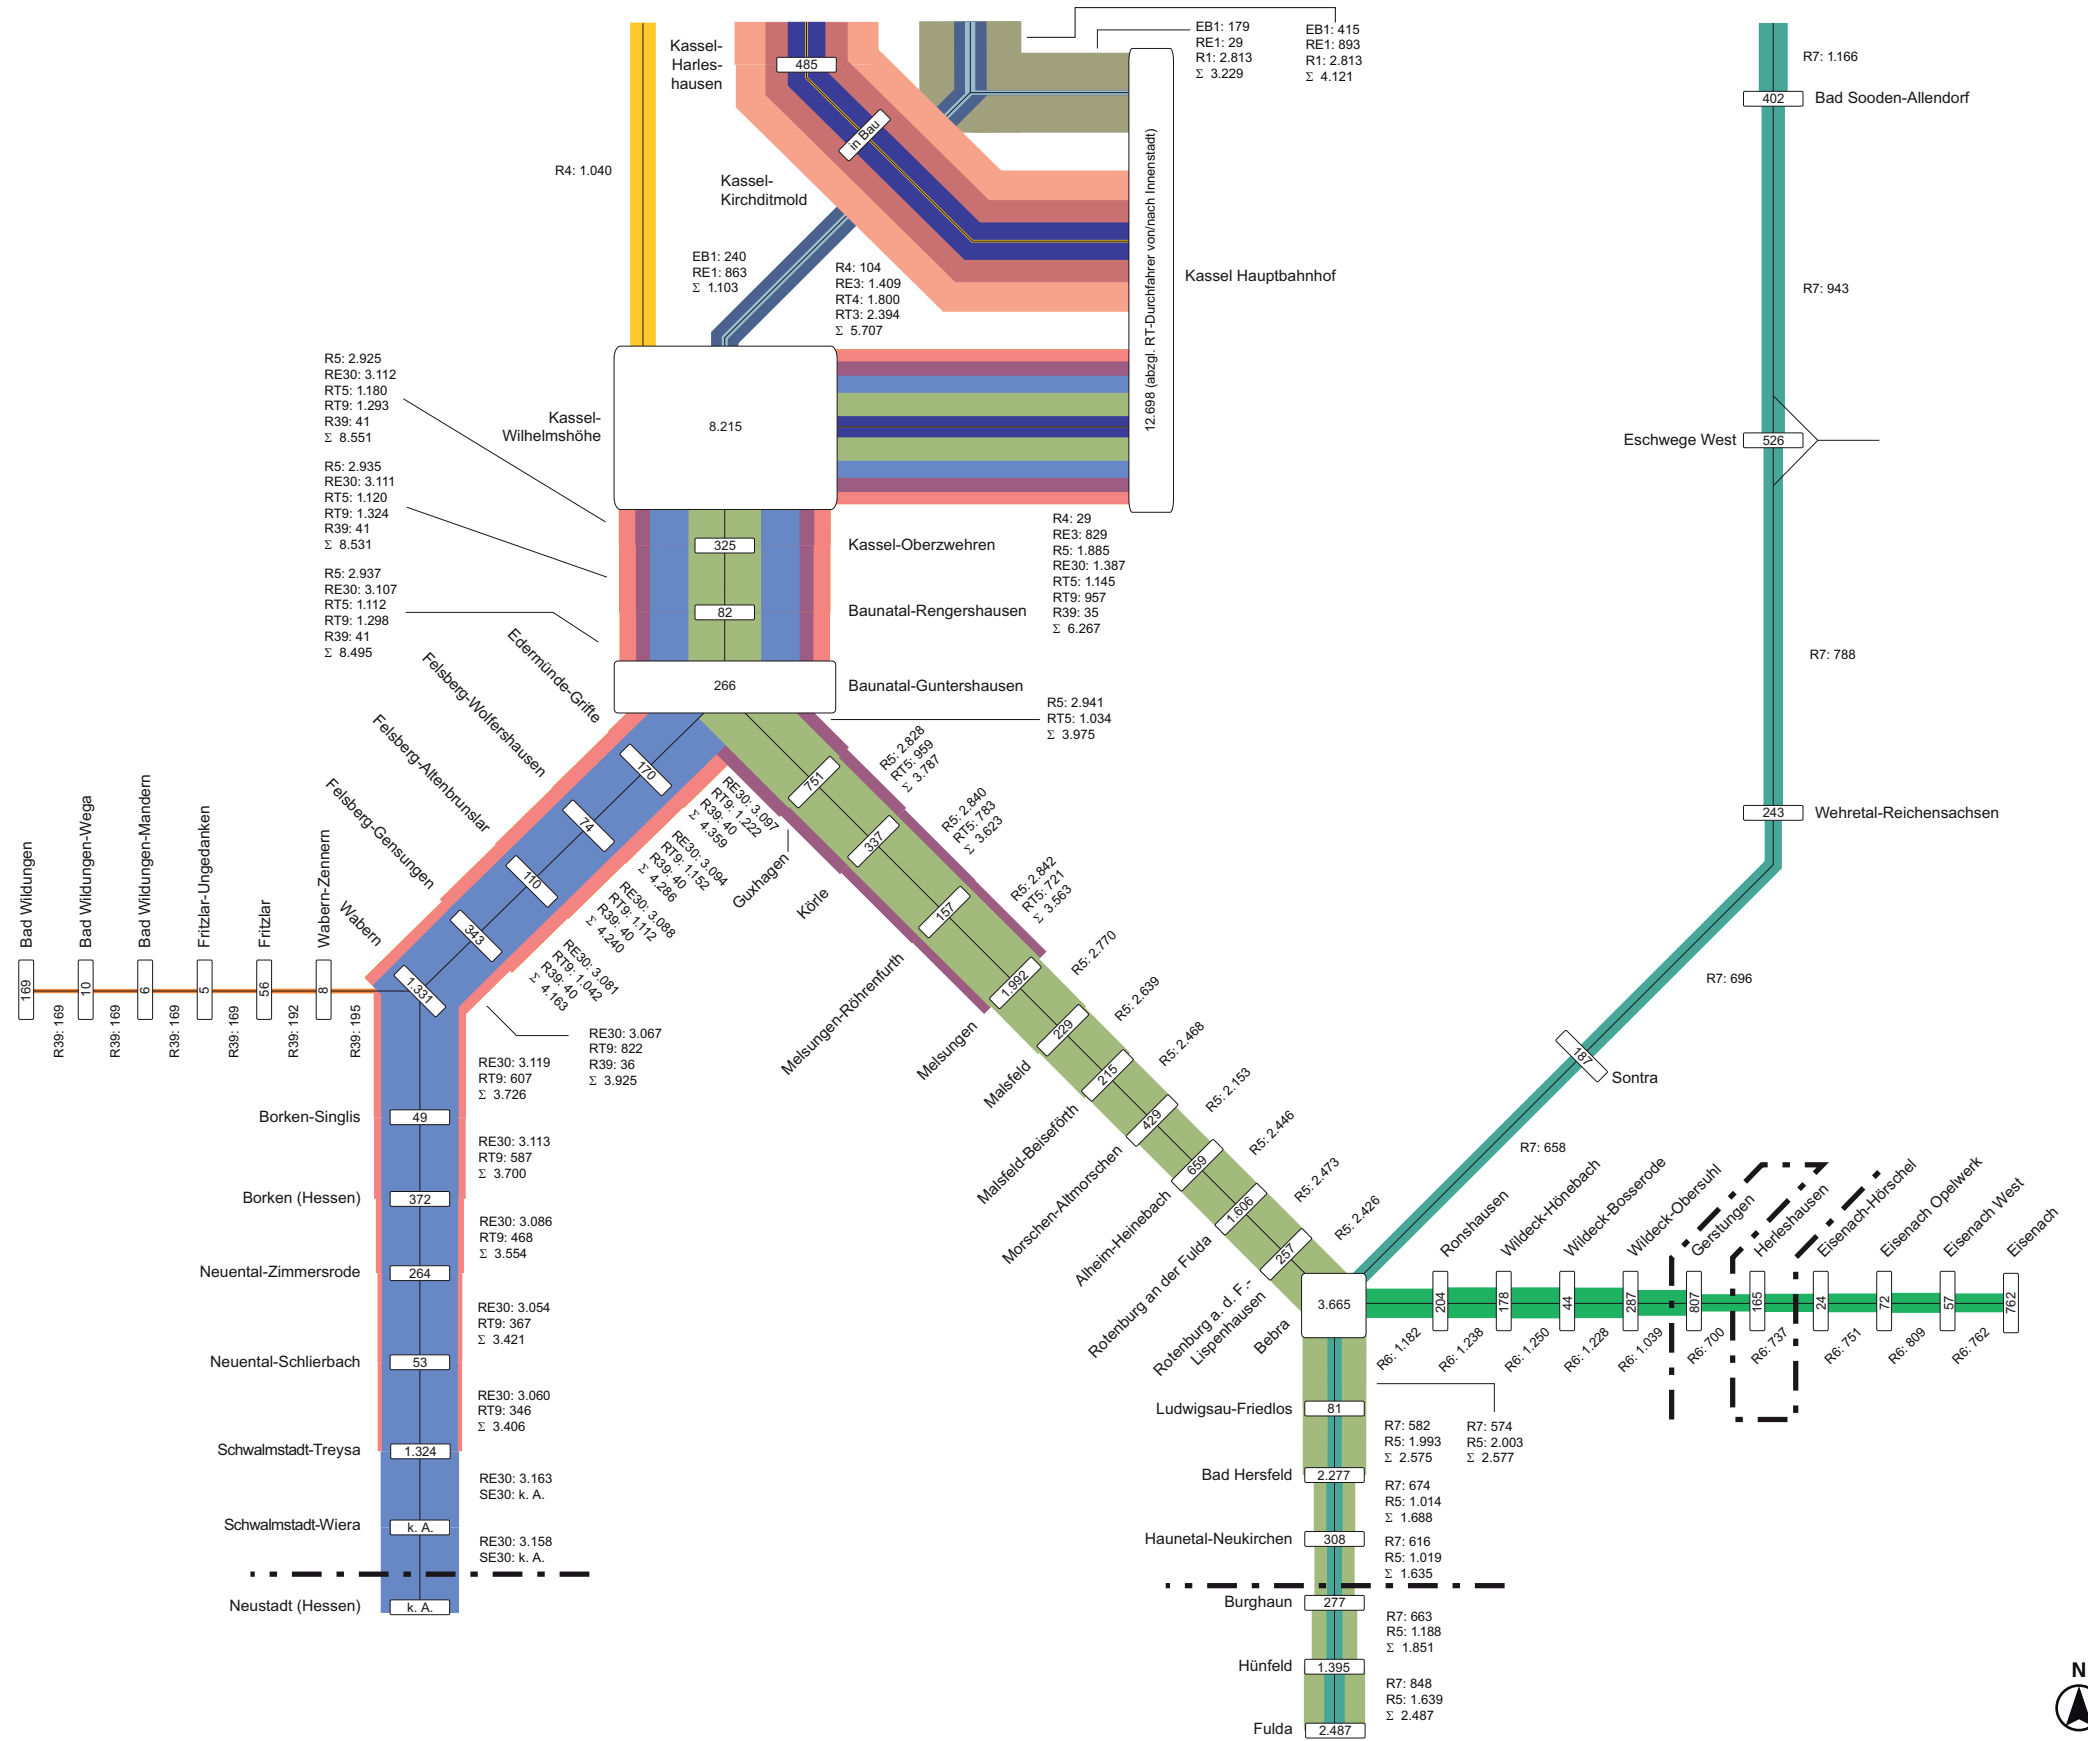 Kassel-
Harles-
hausen
485
in Bau
EB1: 179
RE1: 29
R1: 2.813
Σ 3.229
EB1: 415
RE1: 893
R1: 2.813
Σ 4.121
R7: 1.166
402
Bad Sooden-Allendorf
R4: 1.040
Kassel-
Kirchditmold
EB1: 240
RE1: 863
Σ 1.103
R4: 104
RE3: 1.409
RT4: 1.800
RT3: 2.394
Σ 5.707
12.698 (abzgl. RT-Durchfahrer von/nach Innenstadt)
Kassel Hauptbahnhof
R7: 943
R5: 2.925
RE30: 3.112
RT5: 1.180
RT9: 1.293
R39: 41
Σ 8.551
Kassel-
Wilhelmshöhe
8.215
Eschwege West
526
R5: 2.935
RE30: 3.111
RT5: 1.120
RT9: 1.324
R39: 41
Σ 8.531
R5: 2.937
RE30: 3.107
RT5: 1.112
RT9: 1.298
R39: 41
Σ 8.495
325
Kassel-Oberzwehren
82
Baunatal-Rengershausen
R4: 29
RE3: 829
R5: 1.885
RE30: 1.387
RT5: 1.145
RT9: 957
R39: 35
Σ 6.267
R7: 788
266
Baunatal-Guntershausen
R5: 2.941
RT5: 1.034
Σ 3.975
Edermünde-Grifte
Felsberg-Wolfershausen
Felsberg-Altenbrunslar
Felsberg-Gensungen
Wabern
170
74
110
343
1.331
RE30: 3.097
RT9: 1.222
R39: 40
Σ 4.359
RE30: 3.094
RT9: 1.152
R39: 40
Σ 4.286
RE30: 3.088
RT9: 1.112
R39: 40
Σ 4.240
RE30: 3.081
RT9: 1.042
R39: 40
Σ 4.163
RE30: 3.067
RT9: 822
R39: 36
Σ 3.925
Bad Wildungen
Bad Wildungen-Wega
Bad Wildungen-Mandern
Fritzlar-Ungedanken
Fritzlar
Wabern-Zennern
169
10
6
5
56
8
R39: 169
R39: 169
R39: 169
R39: 169
R39: 192
R39: 195
RE30: 3.119
RT9: 607
Σ 3.726
Borken-Singlis
49
RE30: 3.113
RT9: 587
Σ 3.700
Borken (Hessen)
372
RE30: 3.086
RT9: 468
Σ 3.554
Neuental-Zimmersrode
264
RE30: 3.054
RT9: 367
Σ 3.421
Neuental-Schlierbach
53
RE30: 3.060
RT9: 346
Σ 3.406
Schwalmstadt-Treysa
1.324
RE30: 3.163
SE30: k. A.
Schwalmstadt-Wiera
k. A.
RE30: 3.158
SE30: k. A.
Neustadt (Hessen)
k. A.
751
R5: 2.828
RT5: 959
Σ 3.787
Guxhagen
337
R5: 2.840
RT5: 783
Σ 3.623
Körle
157
R5: 2.842
RT5: 721
Σ 3.563
Melsungen-Röhrenfurth
1.992
R5: 2.770
Melsungen
229
R5: 2.639
Malsfeld
215
R5: 2.468
Malsfeld-Beiseförth
429
R5: 2.153
Morschen-Altmorschen
659
R5: 2.446
Alheim-Heinebach
1.606
R5: 2.473
Rotenburg an der Fulda
257
R5: 2.426
Rotenburg a. d. F.-
Lispenhausen
Bebra
3.665
Wehretal-Reichensachsen
243
R7: 696
187
Sontra
R7: 658
Ronshausen
Wildeck-Hönebach
Wildeck-Bosserode
Wildeck-Obersuhl
Gerstungen
Herleshausen
Eisenach-Hörschel
Eisenach Opelwerk
Eisenach West
Eisenach
204
178
44
287
807
165
24
72
57
762
R6: 1.182
R6: 1.238
R6: 1.250
R6: 1.228
R6: 1.039
R6: 700
R6: 737
R6: 751
R6: 809
R6: 762
Ludwigsau-Friedlos
81
R7: 582
R5: 1.993
Σ 2.575
R7: 574
R5: 2.003
Σ 2.577
Bad Hersfeld
2.277
R7: 674
R5: 1.014
Σ 1.688
Haunetal-Neukirchen
308
R7: 616
R5: 1.019
Σ 1.635
Burghaun
277
R7: 663
R5: 1.188
Σ 1.851
Hünfeld
1.395
R7: 848
R5: 1.639
Σ 2.487
Fulda
2.487
N